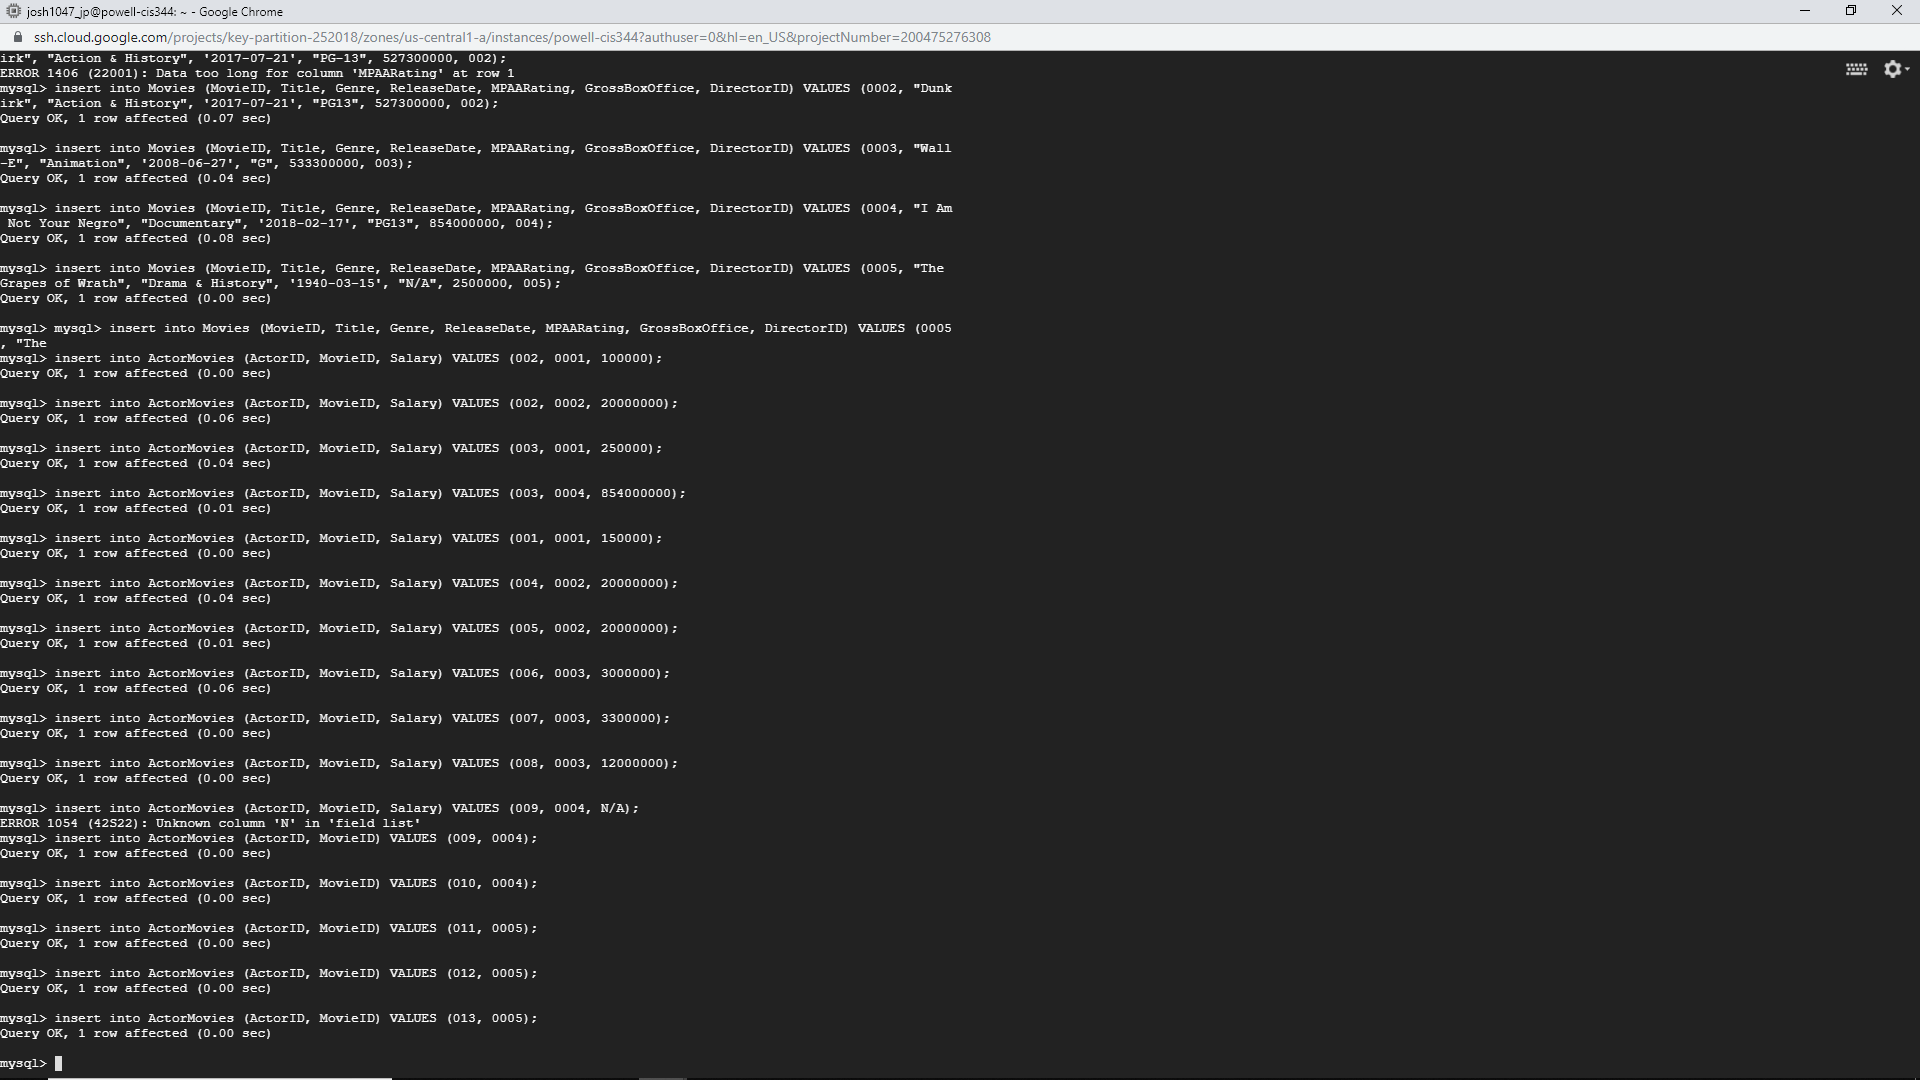 josh1047_jp@powell-cis344: ~ - Google Chrome
ssh.cloud.google.com/projects/key-partition-252018/zones/us-central1-a/instances/powell-cis344?authuser=0&hl=en_US&projectNumber=200475276308
irk", "Action & History", '2017-07-21', "PG-13", 527300000, 002);
ERROR 1406 (22001): Data too long for column 'MPAARating' at row 1
mysql> insert into Movies (MovieID, Title, Genre, ReleaseDate, MPAARating, GrossBoxOffice, DirectorID) VALUES (0002, "Dunk
irk", "Action & History", '2017-07-21', "PG13", 527300000, 002);
Query OK, 1 row affected (0.07 sec)
mysql> insert into Movies (MovieID, Title, Genre, ReleaseDate, MPAARating, GrossBoxOffice, DirectorID) VALUES (0003, "Wall
-E", "Animation", '2008-06-27', "G", 533300000, 003);
Query OK, 1 row affected (0.04 sec)
mysql> insert into Movies (MovieID, Title, Genre, ReleaseDate, MPAARating, GrossBoxOffice, DirectorID) VALUES (0004, "I Am
 Not Your Negro", "Documentary", '2018-02-17', "PG13", 854000000, 004);
Query OK, 1 row affected (0.08 sec)
mysql> insert into Movies (MovieID, Title, Genre, ReleaseDate, MPAARating, GrossBoxOffice, DirectorID) VALUES (0005, "The
Grapes of Wrath", "Drama & History", '1940-03-15', "N/A", 2500000, 005);
Query OK, 1 row affected (0.00 sec)
mysql> mysql> insert into Movies (MovieID, Title, Genre, ReleaseDate, MPAARating, GrossBoxOffice, DirectorID) VALUES (0005
, "The
mysql> insert into ActorMovies (ActorID, MovieID, Salary) VALUES (002, 0001, 100000);
Query OK, 1 row affected (0.00 sec)
mysql> insert into ActorMovies (ActorID, MovieID, Salary) VALUES (002, 0002, 20000000);
Query OK, 1 row affected (0.06 sec)
mysql> insert into ActorMovies (ActorID, MovieID, Salary) VALUES (003, 0001, 250000);
Query OK, 1 row affected (0.04 sec)
mysql> insert into ActorMovies (ActorID, MovieID, Salary) VALUES (003, 0004, 854000000);
Query OK, 1 row affected (0.01 sec)
mysql> insert into ActorMovies (ActorID, MovieID, Salary) VALUES (001, 0001, 150000);
Query OK, 1 row affected (0.00 sec)
mysql> insert into ActorMovies (ActorID, MovieID, Salary) VALUES (004, 0002, 20000000);
Query OK, 1 row affected (0.04 sec)
mysql> insert into ActorMovies (ActorID, MovieID, Salary) VALUES (005, 0002, 20000000);
Query OK, 1 row affected (0.01 sec)
mysql> insert into ActorMovies (ActorID, MovieID, Salary) VALUES (006, 0003, 3000000);
Query OK, 1 row affected (0.06 sec)
mysql> insert into ActorMovies (ActorID, MovieID, Salary) VALUES (007, 0003, 3300000);
Query OK, 1 row affected (0.00 sec)
mysql> insert into ActorMovies (ActorID, MovieID, Salary) VALUES (008, 0003, 12000000);
Query OK, 1 row affected (0.00 sec)
mysql> insert into ActorMovies (ActorID, MovieID, Salary) VALUES (009, 0004, N/A);
ERROR 1054 (42S22): Unknown column 'N' in 'field list'
mysql> insert into ActorMovies (ActorID, MovieID) VALUES (009, 0004);
Query OK, 1 row affected (0.00 sec)
mysql> insert into ActorMovies (ActorID, MovieID) VALUES (010, 0004);
Query OK, 1 row affected (0.00 sec)
mysql> insert into ActorMovies (ActorID, MovieID) VALUES (011, 0005);
Query OK, 1 row affected (0.00 sec)
mysql> insert into ActorMovies (ActorID, MovieID) VALUES (012, 0005);
Query OK, 1 row affected (0.00 sec)
mysql> insert into ActorMovies (ActorID, MovieID) VALUES (013, 0005);
Query OK, 1 row affected (0.00 sec)
mysql>